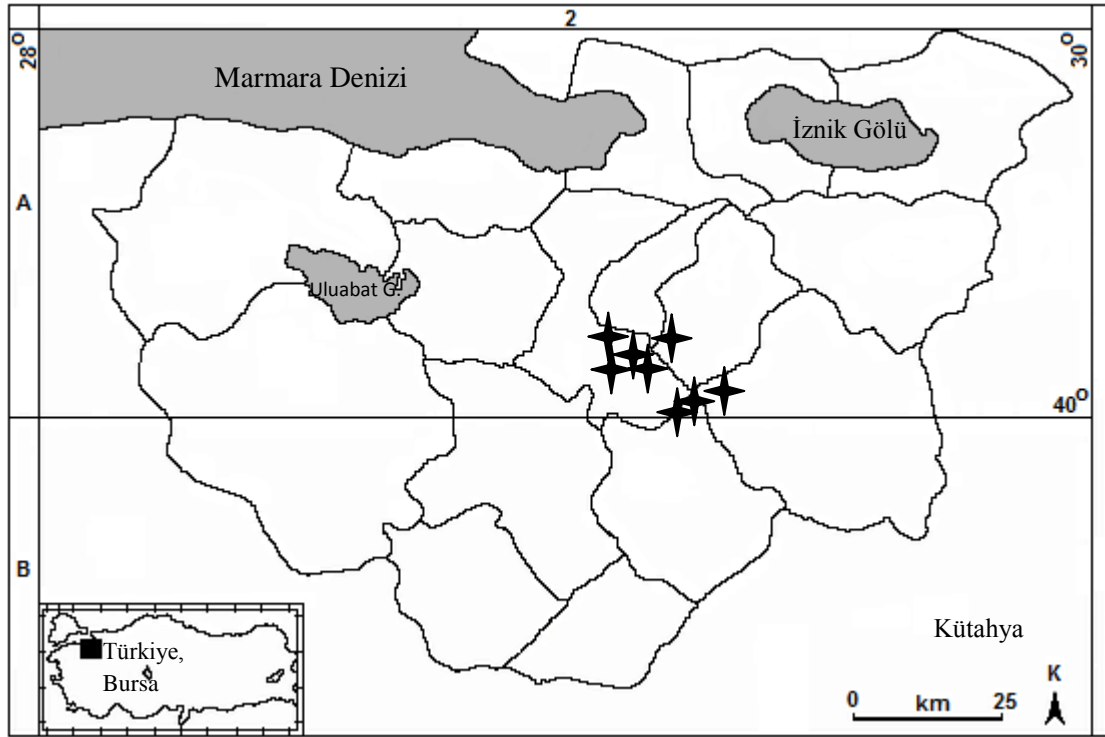 2
28°
30°
Marmara Denizi
İznik Gölü
A
Uluabat G.
40°
B
Kütahya
Türkiye,
Bursa
K
0 km 25